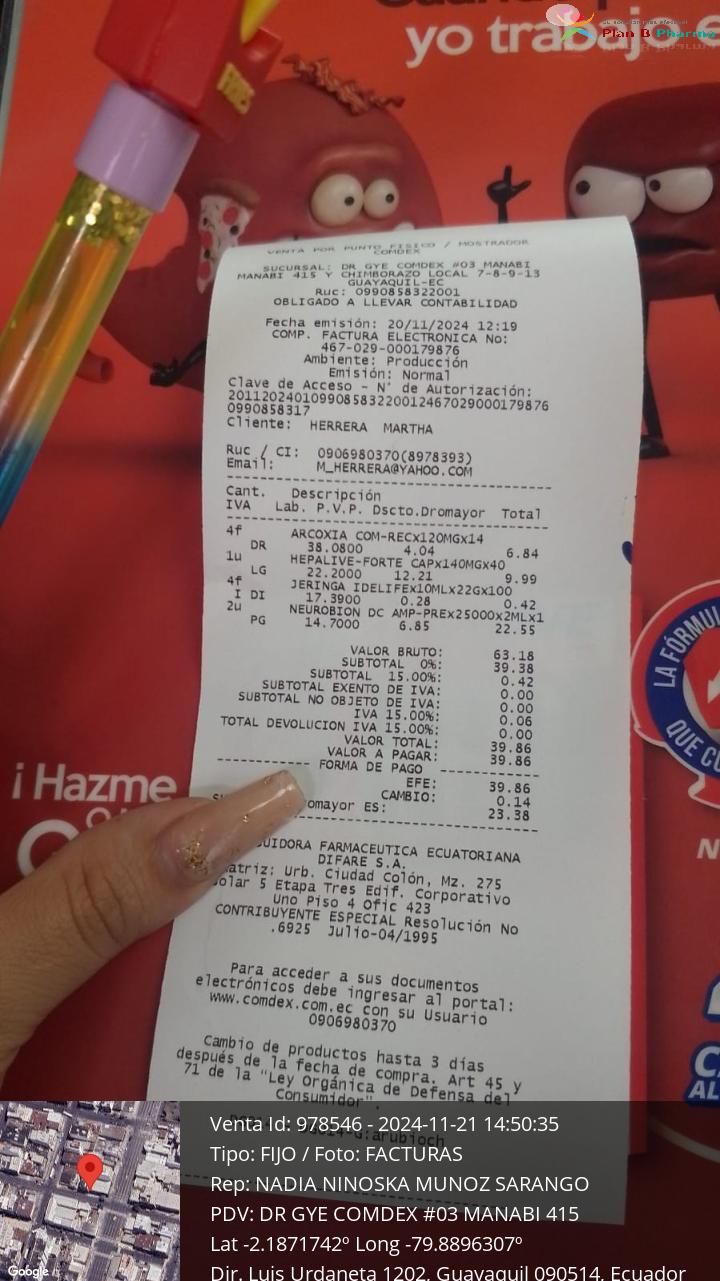 yo trabajo
Plan B Pharma
VENTA POR PUNTO FISICO / MOSTRADOR
COMDEX
SUCURSAL: DR GYE COMDEX #03 MANABI
MANABI 415 Y CHIMBORAZO LOCAL 7-8-9-13
GUAYAQUIL-EC
Ruc: 0990858322001
OBLIGADO A LLEVAR CONTABILIDAD
Fecha emisión: 20/11/2024 12:19
COMP. FACTURA ELECTRONICA No:
467-029-000179876
Ambiente: Producción
Emisión: Normal
Clave de Acceso - N° de Autorización:
201120240109908583220012467029000179876
0990858317
Cliente: HERRERA MARTHA
Ruc / CI: 0906980370(8978393)
Email: M_HERRERA@YAHOO.COM
Cant. Descripción
IVA Lab. P.V.P. Dscto.Dromayor Total
4f ARCOXIA COM-RECx120MGx14
DR 38.0800 4.04 6.84
1u HEPALIVE-FORTE CAPx140MGx40
LG 22.2000 12.21 9.99
4f JERINGA IDELIFEx10MLx22Gx100
I DI 17.3900 0.28 0.42
2u NEUROBION DC AMP-PREx25000x2MLx1
PG 14.7000 6.85 22.55
VALOR BRUTO: 63.18
SUBTOTAL 0%: 39.38
SUBTOTAL 15.00%: 0.42
SUBTOTAL EXENTO DE IVA: 0.00
SUBTOTAL NO OBJETO DE IVA: 0.00
IVA 15.00%: 0.06
TOTAL DEVOLUCION IVA 15.00%: 0.00
VALOR TOTAL: 39.86
VALOR A PAGAR: 39.86
FORMA DE PAGO
EFE: 39.86
CAMBIO: 0.14
omayor ES: 23.38
UIDORA FARMACEUTICA ECUATORIANA
DIFARE S.A.
atriz: Urb. Ciudad Colón, Mz. 275
olar 5 Etapa Tres Edif. Corporativo
Uno Piso 4 Ofic 423
CONTRIBUYENTE ESPECIAL Resolución No
.6925 Julio-04/1995
Para acceder a sus documentos
electrónicos debe ingresar al portal:
www.comdex.com.ec con su Usuario
0906980370
Cambio de productos hasta 3 días
después de la fecha de compra. Art 45 y
71 de la "Ley Orgánica de Defensa del
Consumidor".
¡ Hazme
LA FÓRMU
QUE CU
Venta Id: 978546 - 2024-11-21 14:50:35
Tipo: FIJO / Foto: FACTURAS
Rep: NADIA NINOSKA MUNOZ SARANGO
PDV: DR GYE COMDEX #03 MANABI 415
Lat -2.1871742º Long -79.8896307º
Dir. Luis Urdaneta 1202, Guayaquil 090514, Ecuador
Google